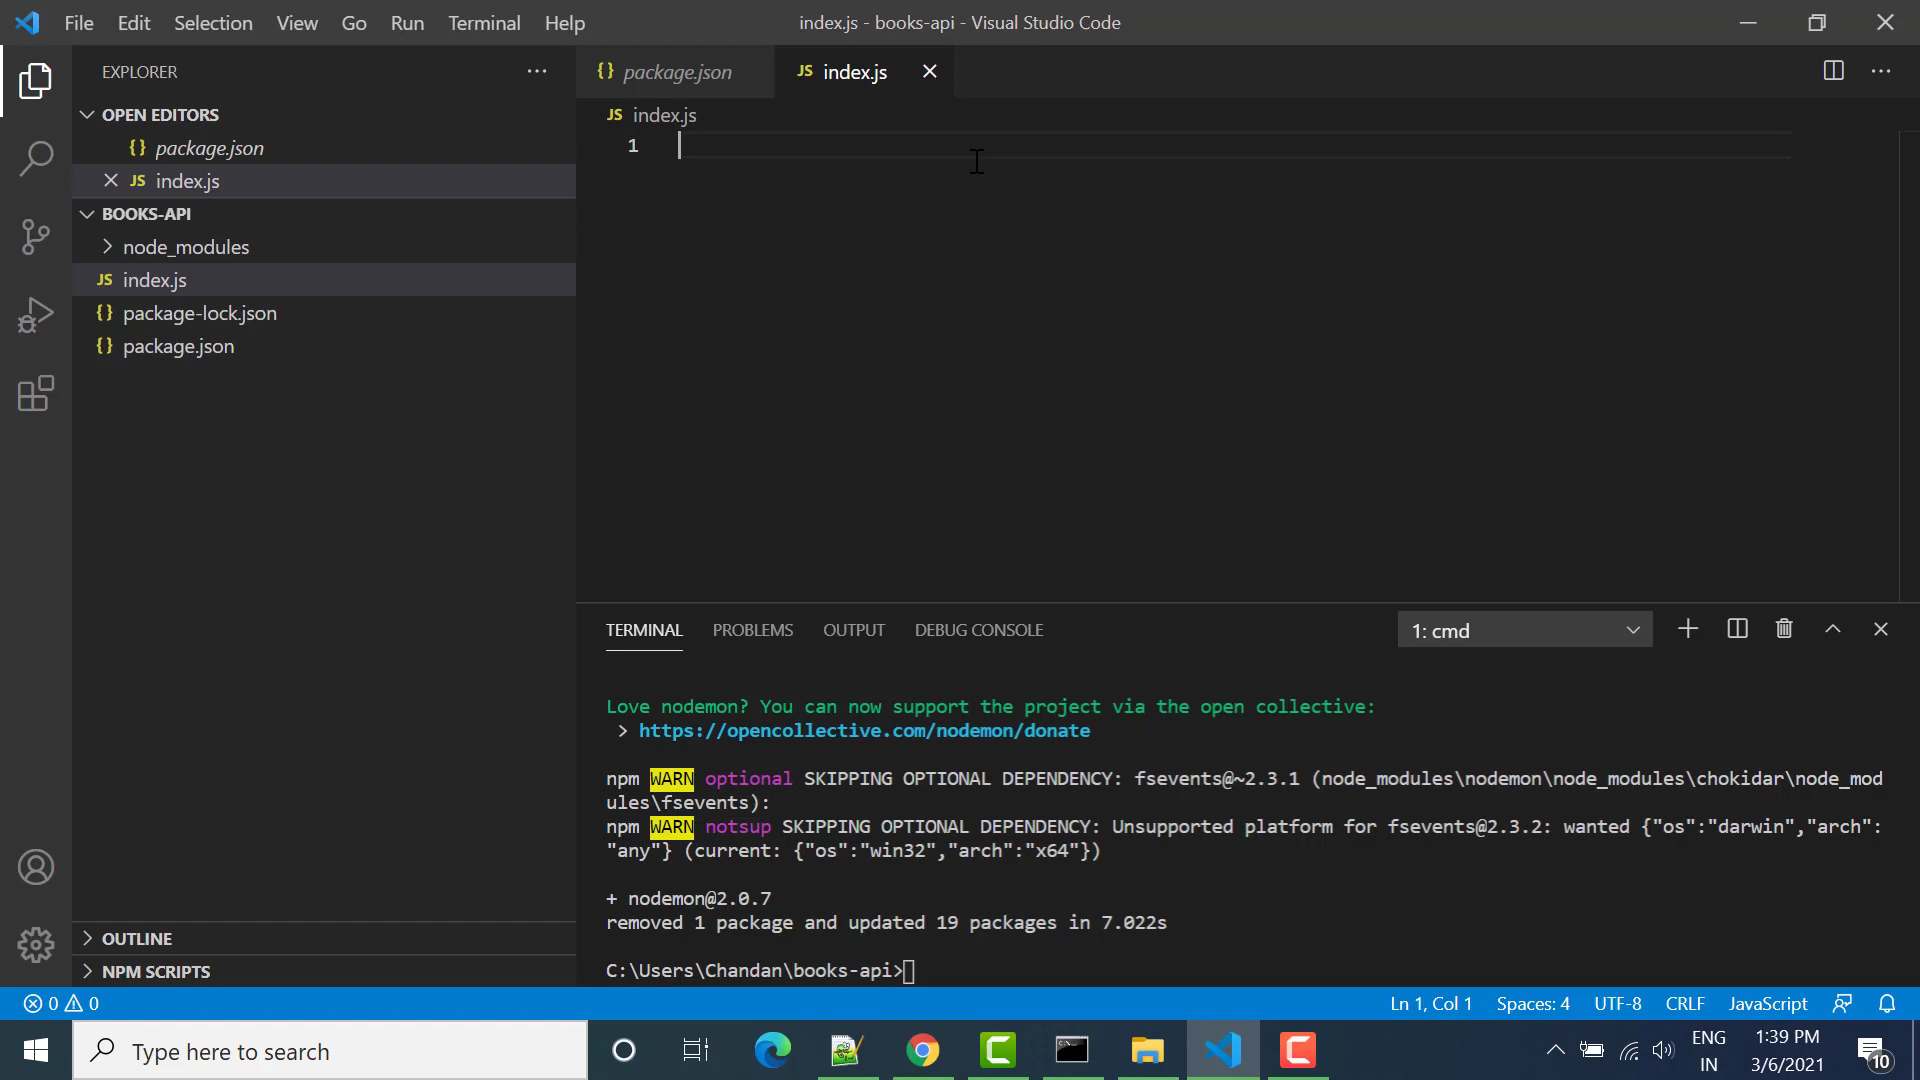 File Edit Selection View Go Run Terminal Help
index.js - books-api - Visual Studio Code
EXPLORER
OPEN EDITORS
{} package.json
JS index.js
BOOKS-API
node_modules
JS index.js
{} package-lock.json
{} package.json
OUTLINE
NPM SCRIPTS
{} package.json
JS index.js
JS index.js
1
TERMINAL PROBLEMS OUTPUT DEBUG CONSOLE
1: cmd
Love nodemon? You can now support the project via the open collective:
> https://opencollective.com/nodemon/donate
npm WARN optional SKIPPING OPTIONAL DEPENDENCY: fsevents@~2.3.1 (node_modules\nodemon\node_modules\chokidar\node_mod
ules\fsevents):
npm WARN notsup SKIPPING OPTIONAL DEPENDENCY: Unsupported platform for fsevents@2.3.2: wanted {"os":"darwin","arch":
"any"} (current: {"os":"win32","arch":"x64"})
+ nodemon@2.0.7
removed 1 package and updated 19 packages in 7.022s
C:\Users\Chandan\books-api>
0 0
Ln 1, Col 1 Spaces: 4 UTF-8 CRLF JavaScript
Type here to search
ENG
IN
1:39 PM
3/6/2021
10